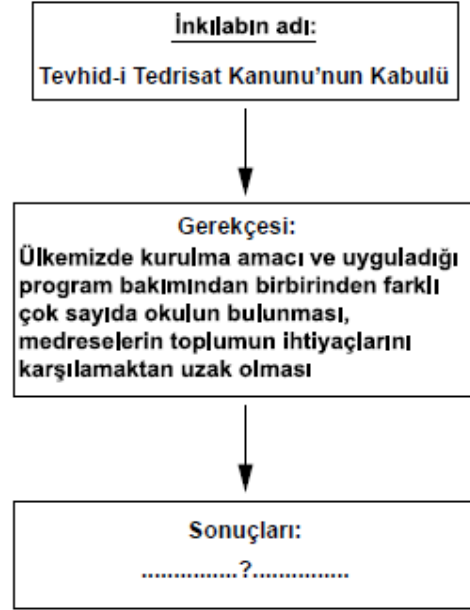 İnkılabın adı:
Tevhid-i Tedrisat Kanunu'nun Kabulü
Gerekçesi:
Ülkemizde kurulma amacı ve uyguladığı
program bakımından birbirinden farklı
çok sayıda okulun bulunması,
medreselerin toplumun ihtiyaçlarını
karşılamaktan uzak olması
Sonuçları:
...............?...............